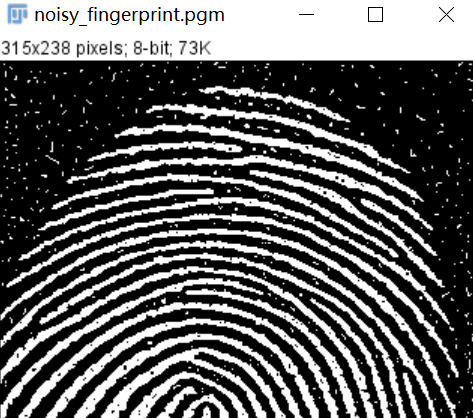 noisy_fingerprint.pgm
315x238 pixels; 8-bit; 73K